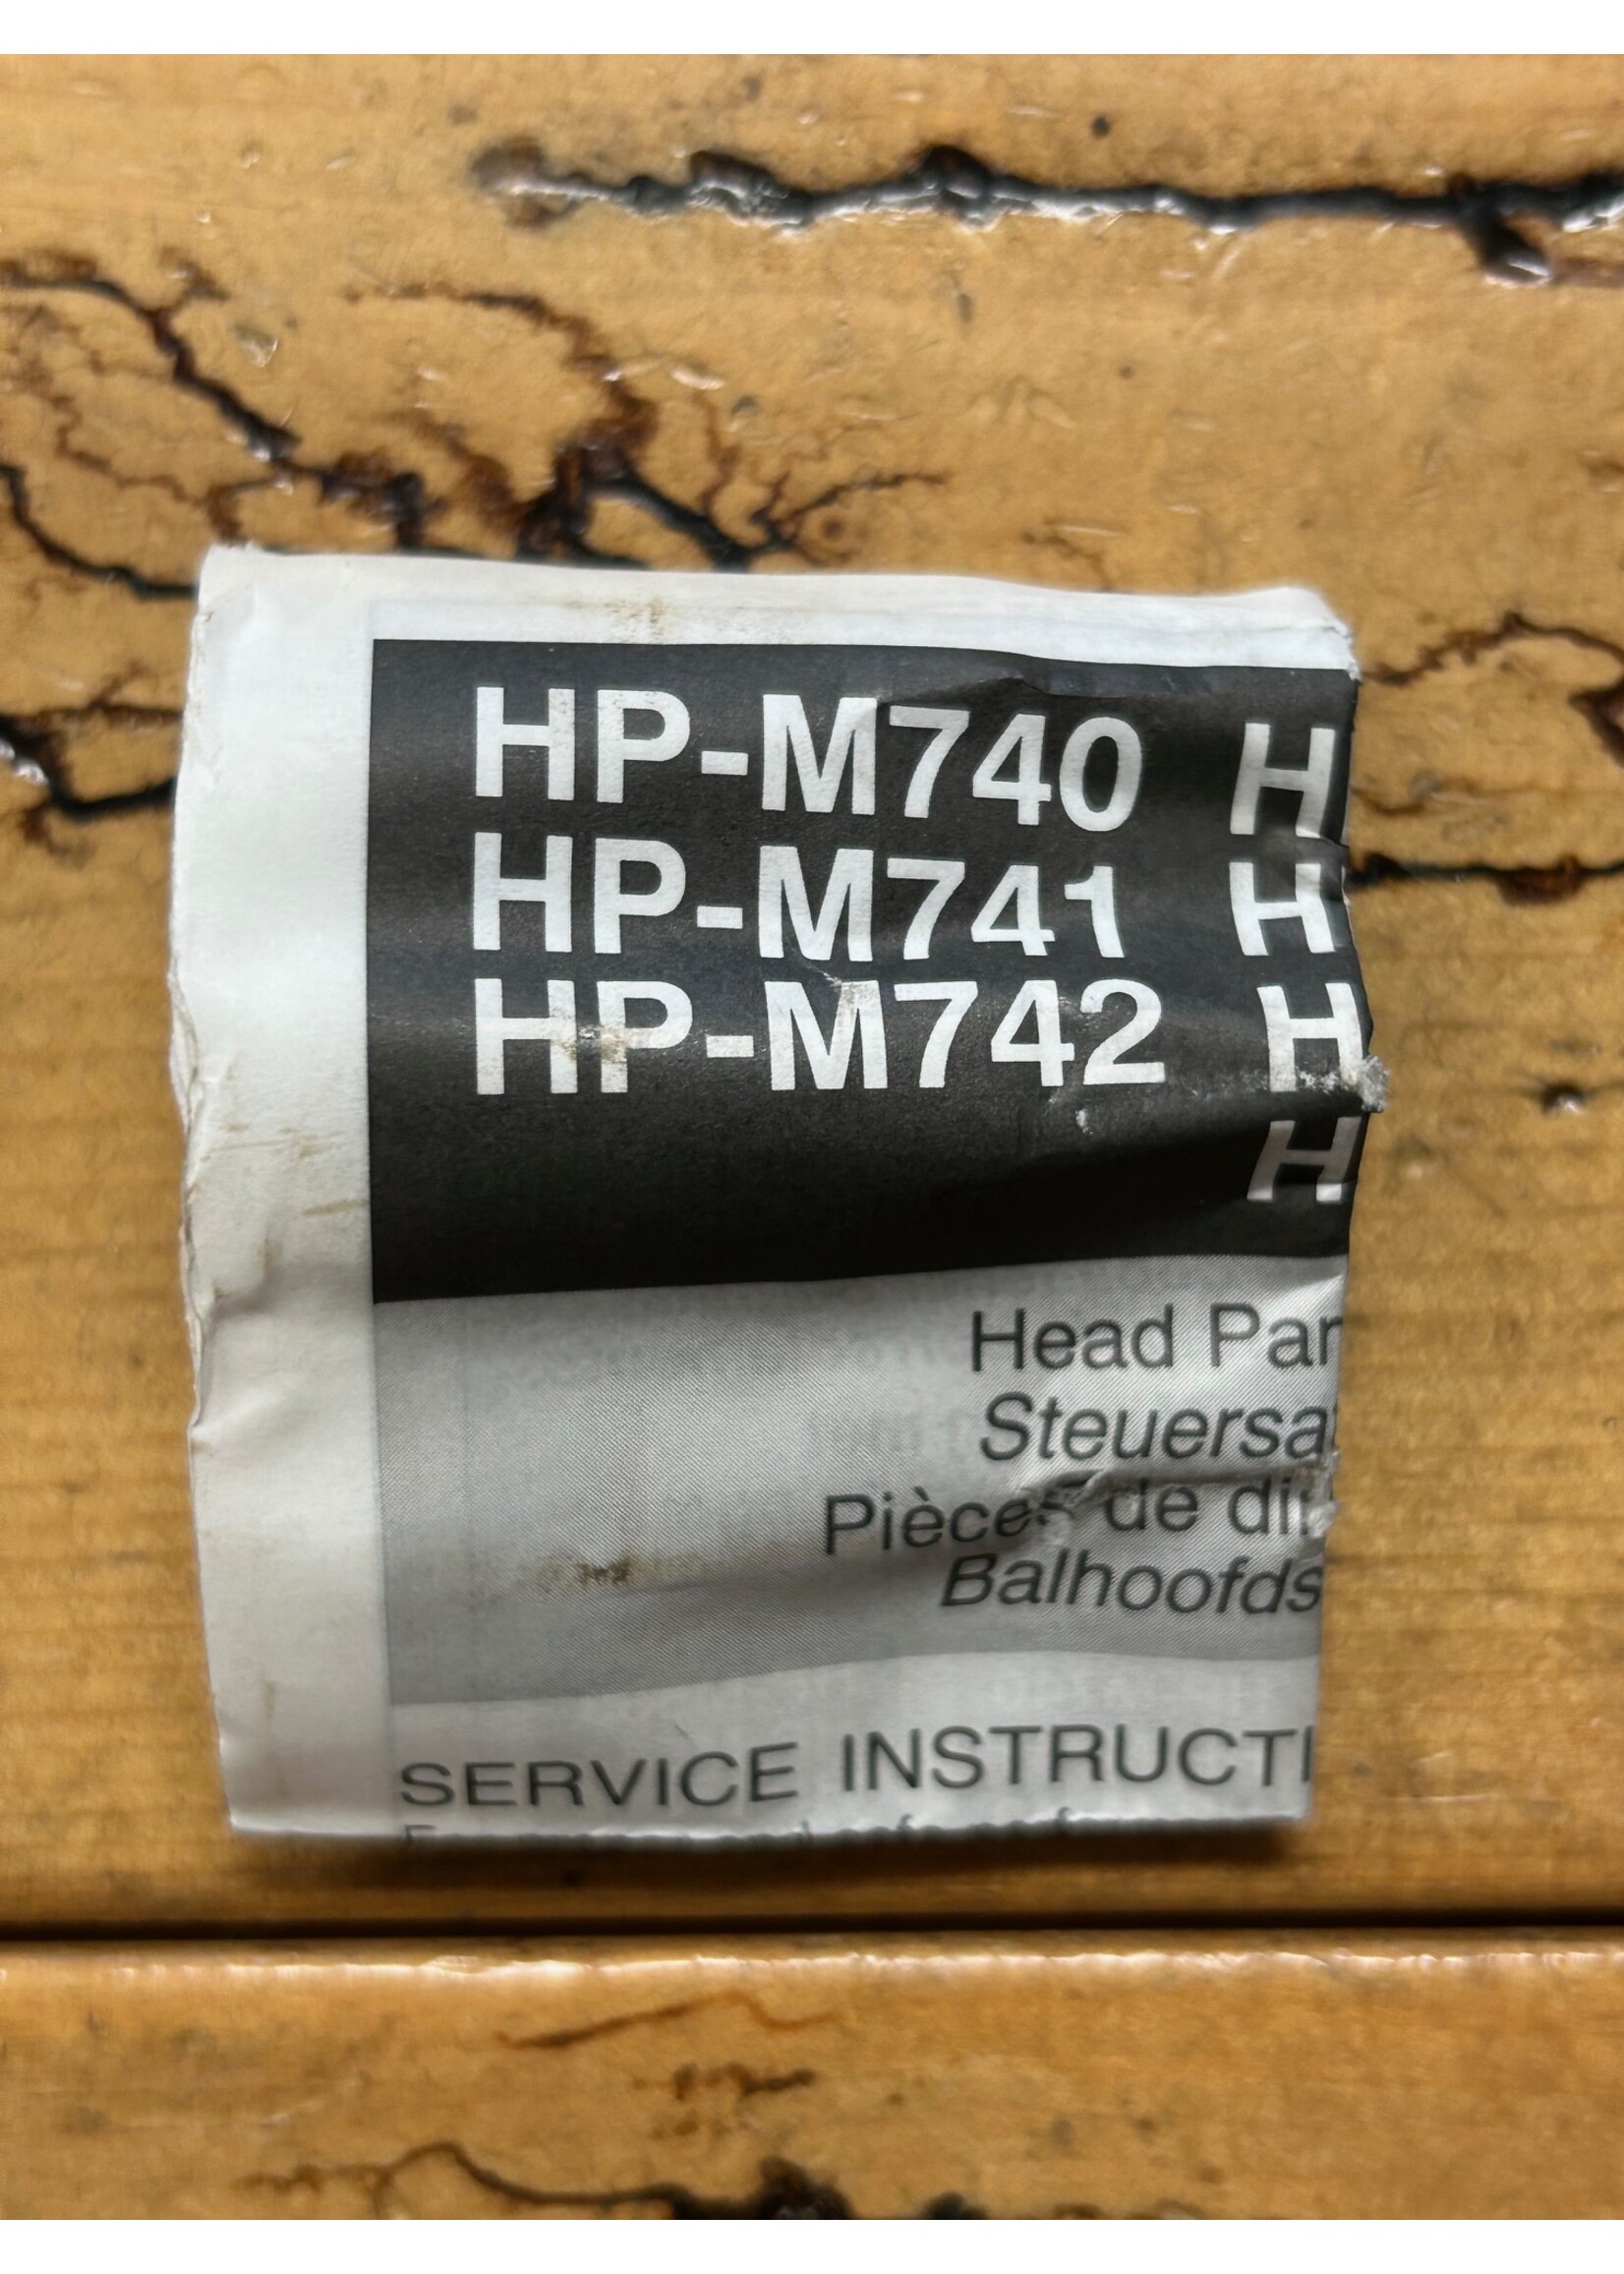 HP-M740 H
HP-M741 H
HP-M742 H
H
Head Par
Steuersa
Pièces de di
Balhoofds
SERVICE INSTRUCTI